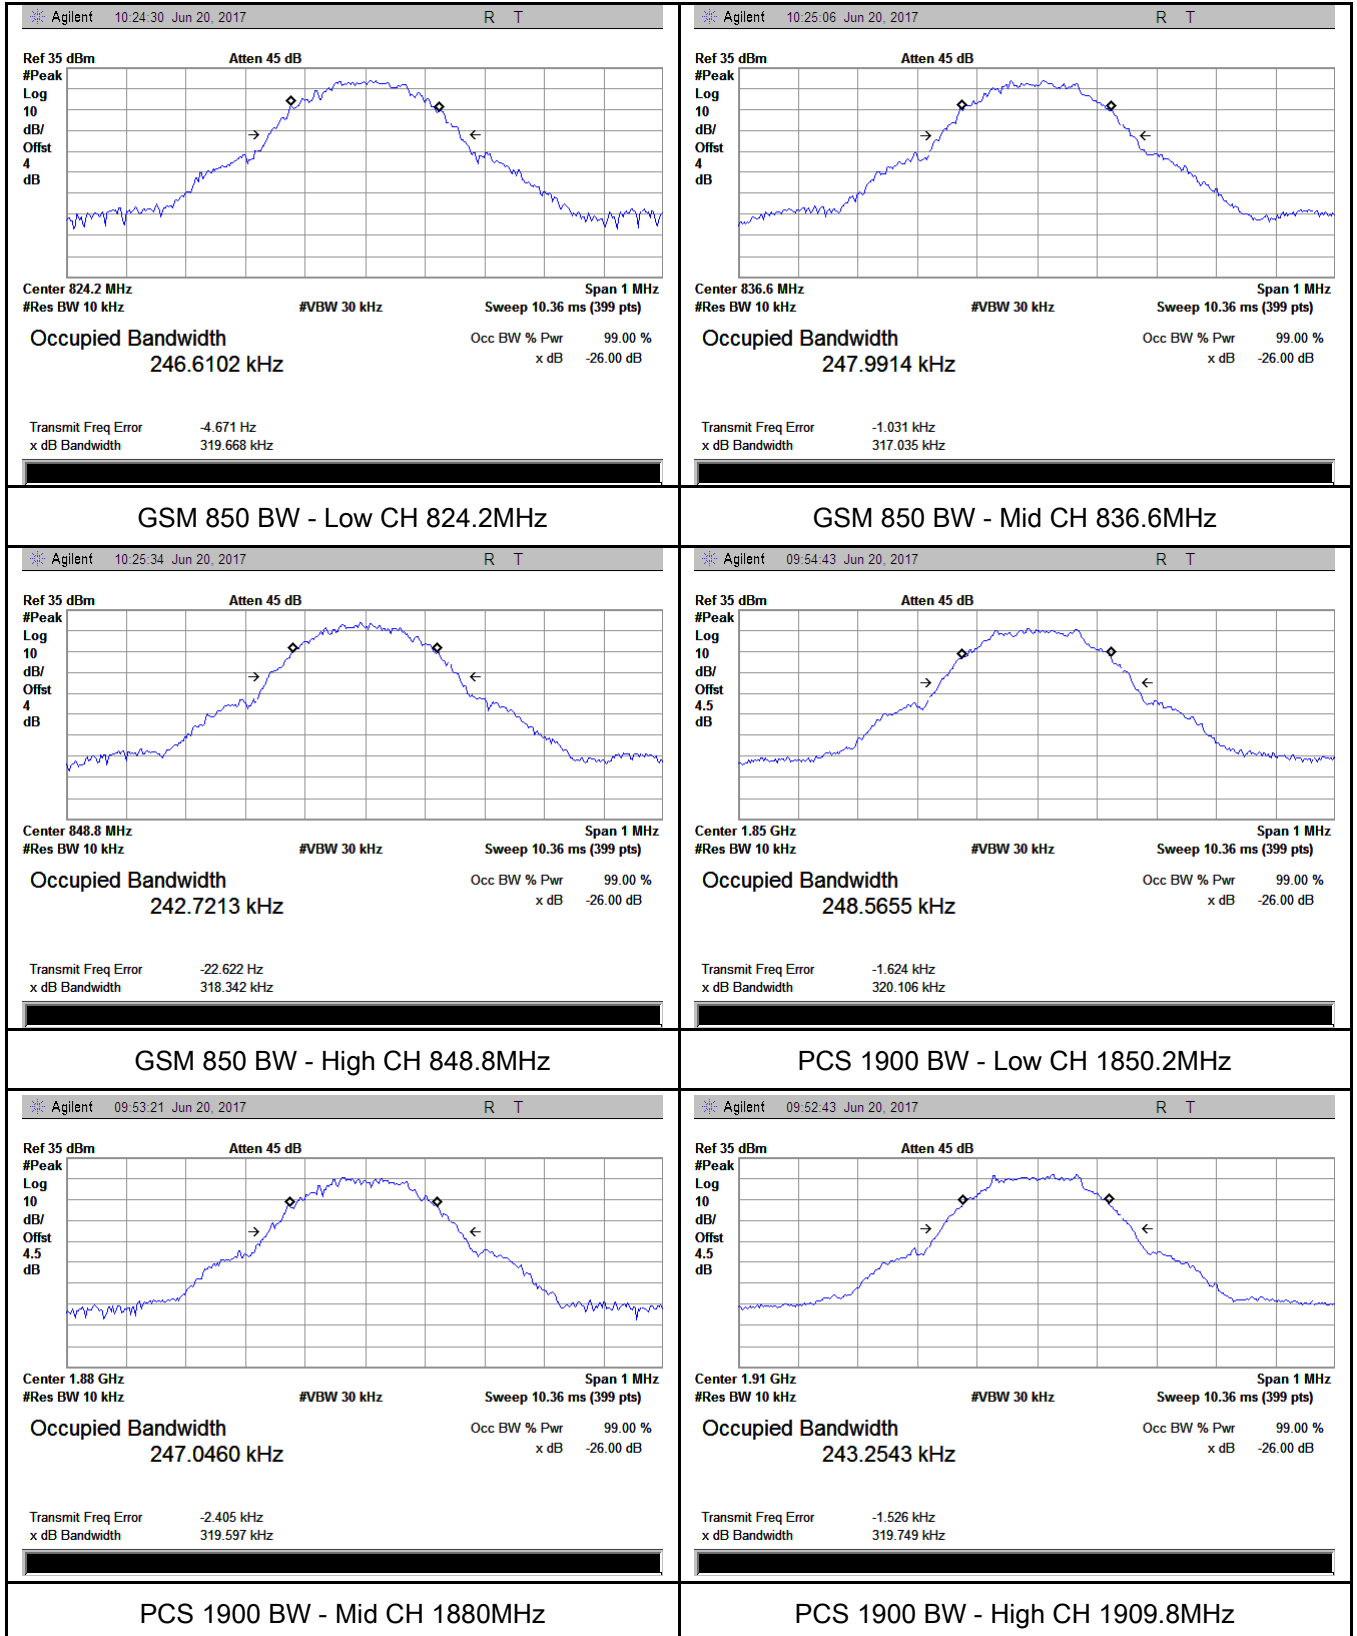 Agilent 10:24:30 Jun 20, 2017 R T
Ref 35 dBm Atten 45 dB
#Peak
Log
10
dB/
Offst
4
dB
Center 824.2 MHz Span 1 MHz
#Res BW 10 kHz #VBW 30 kHz Sweep 10.36 ms (399 pts)
Occupied Bandwidth Occ BW % Pwr 99.00 %
246.6102 kHz x dB -26.00 dB
Transmit Freq Error -4.671 Hz
x dB Bandwidth 319.668 kHz
GSM 850 BW - Low CH 824.2MHz
Agilent 10:25:06 Jun 20, 2017 R T
Ref 35 dBm Atten 45 dB
#Peak
Log
10
dB/
Offst
4
dB
Center 836.6 MHz Span 1 MHz
#Res BW 10 kHz #VBW 30 kHz Sweep 10.36 ms (399 pts)
Occupied Bandwidth Occ BW % Pwr 99.00 %
247.9914 kHz x dB -26.00 dB
Transmit Freq Error -1.031 kHz
x dB Bandwidth 317.035 kHz
GSM 850 BW - Mid CH 836.6MHz
Agilent 10:25:34 Jun 20, 2017 R T
Ref 35 dBm Atten 45 dB
#Peak
Log
10
dB/
Offst
4
dB
Center 848.8 MHz Span 1 MHz
#Res BW 10 kHz #VBW 30 kHz Sweep 10.36 ms (399 pts)
Occupied Bandwidth Occ BW % Pwr 99.00 %
242.7213 kHz x dB -26.00 dB
Transmit Freq Error -22.622 Hz
x dB Bandwidth 318.342 kHz
GSM 850 BW - High CH 848.8MHz
Agilent 09:54:43 Jun 20, 2017 R T
Ref 35 dBm Atten 45 dB
#Peak
Log
10
dB/
Offst
4.5
dB
Center 1.85 GHz Span 1 MHz
#Res BW 10 kHz #VBW 30 kHz Sweep 10.36 ms (399 pts)
Occupied Bandwidth Occ BW % Pwr 99.00 %
248.5655 kHz x dB -26.00 dB
Transmit Freq Error -1.624 kHz
x dB Bandwidth 320.106 kHz
PCS 1900 BW - Low CH 1850.2MHz
Agilent 09:53:21 Jun 20, 2017 R T
Ref 35 dBm Atten 45 dB
#Peak
Log
10
dB/
Offst
4.5
dB
Center 1.88 GHz Span 1 MHz
#Res BW 10 kHz #VBW 30 kHz Sweep 10.36 ms (399 pts)
Occupied Bandwidth Occ BW % Pwr 99.00 %
247.0460 kHz x dB -26.00 dB
Transmit Freq Error -2.405 kHz
x dB Bandwidth 319.597 kHz
PCS 1900 BW - Mid CH 1880MHz
Agilent 09:52:43 Jun 20, 2017 R T
Ref 35 dBm Atten 45 dB
#Peak
Log
10
dB/
Offst
4.5
dB
Center 1.91 GHz Span 1 MHz
#Res BW 10 kHz #VBW 30 kHz Sweep 10.36 ms (399 pts)
Occupied Bandwidth Occ BW % Pwr 99.00 %
243.2543 kHz x dB -26.00 dB
Transmit Freq Error -1.526 kHz
x dB Bandwidth 319.749 kHz
PCS 1900 BW - High CH 1909.8MHz